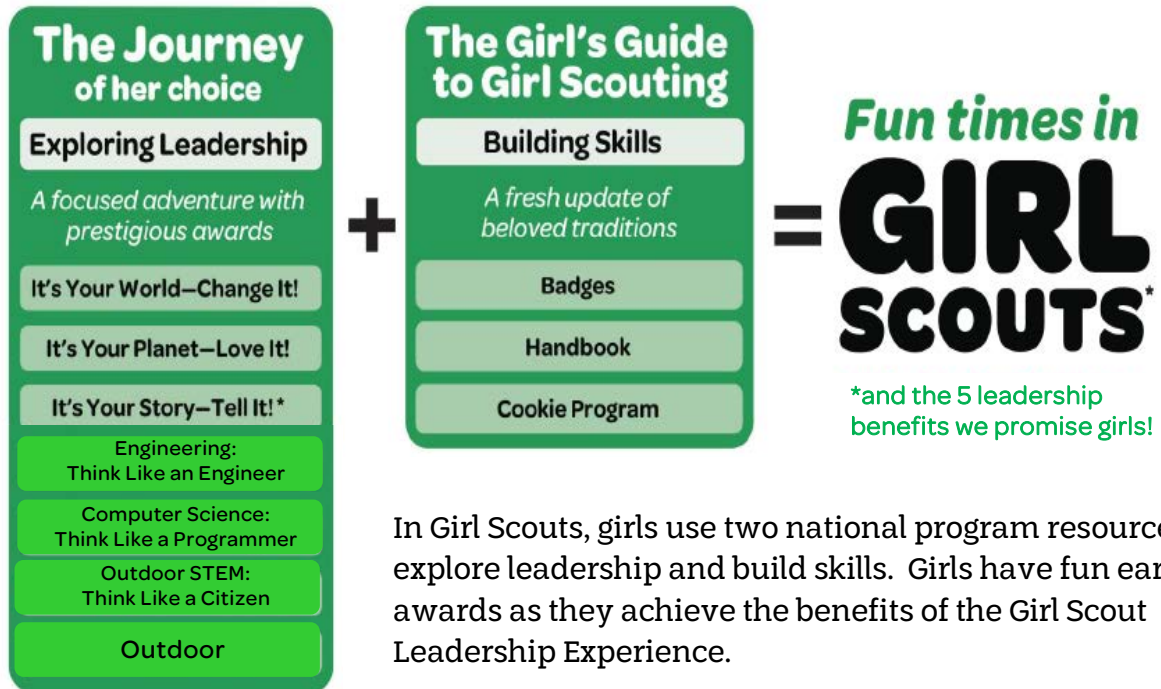 The Journey
of her choice
Exploring Leadership
A focused adventure with
prestigious awards
It's Your World—Change It!
It's Your Planet—Love It!
It's Your Story—Tell It!*
Engineering:
Think Like an Engineer
Computer Science:
Think Like a Programmer
Outdoor STEM:
Think Like a Citizen
Outdoor
+
The Girl's Guide
to Girl Scouting
Building Skills
A fresh update of
beloved traditions
Badges
Handbook
Cookie Program
=
Fun times in
GIRL
SCOUTS*
*and the 5 leadership
benefits we promise girls!
In Girl Scouts, girls use two national program
explore leadership and build skills. Girls have fun
awards as they achieve the benefits of the Girl Scout
Leadership Experience.